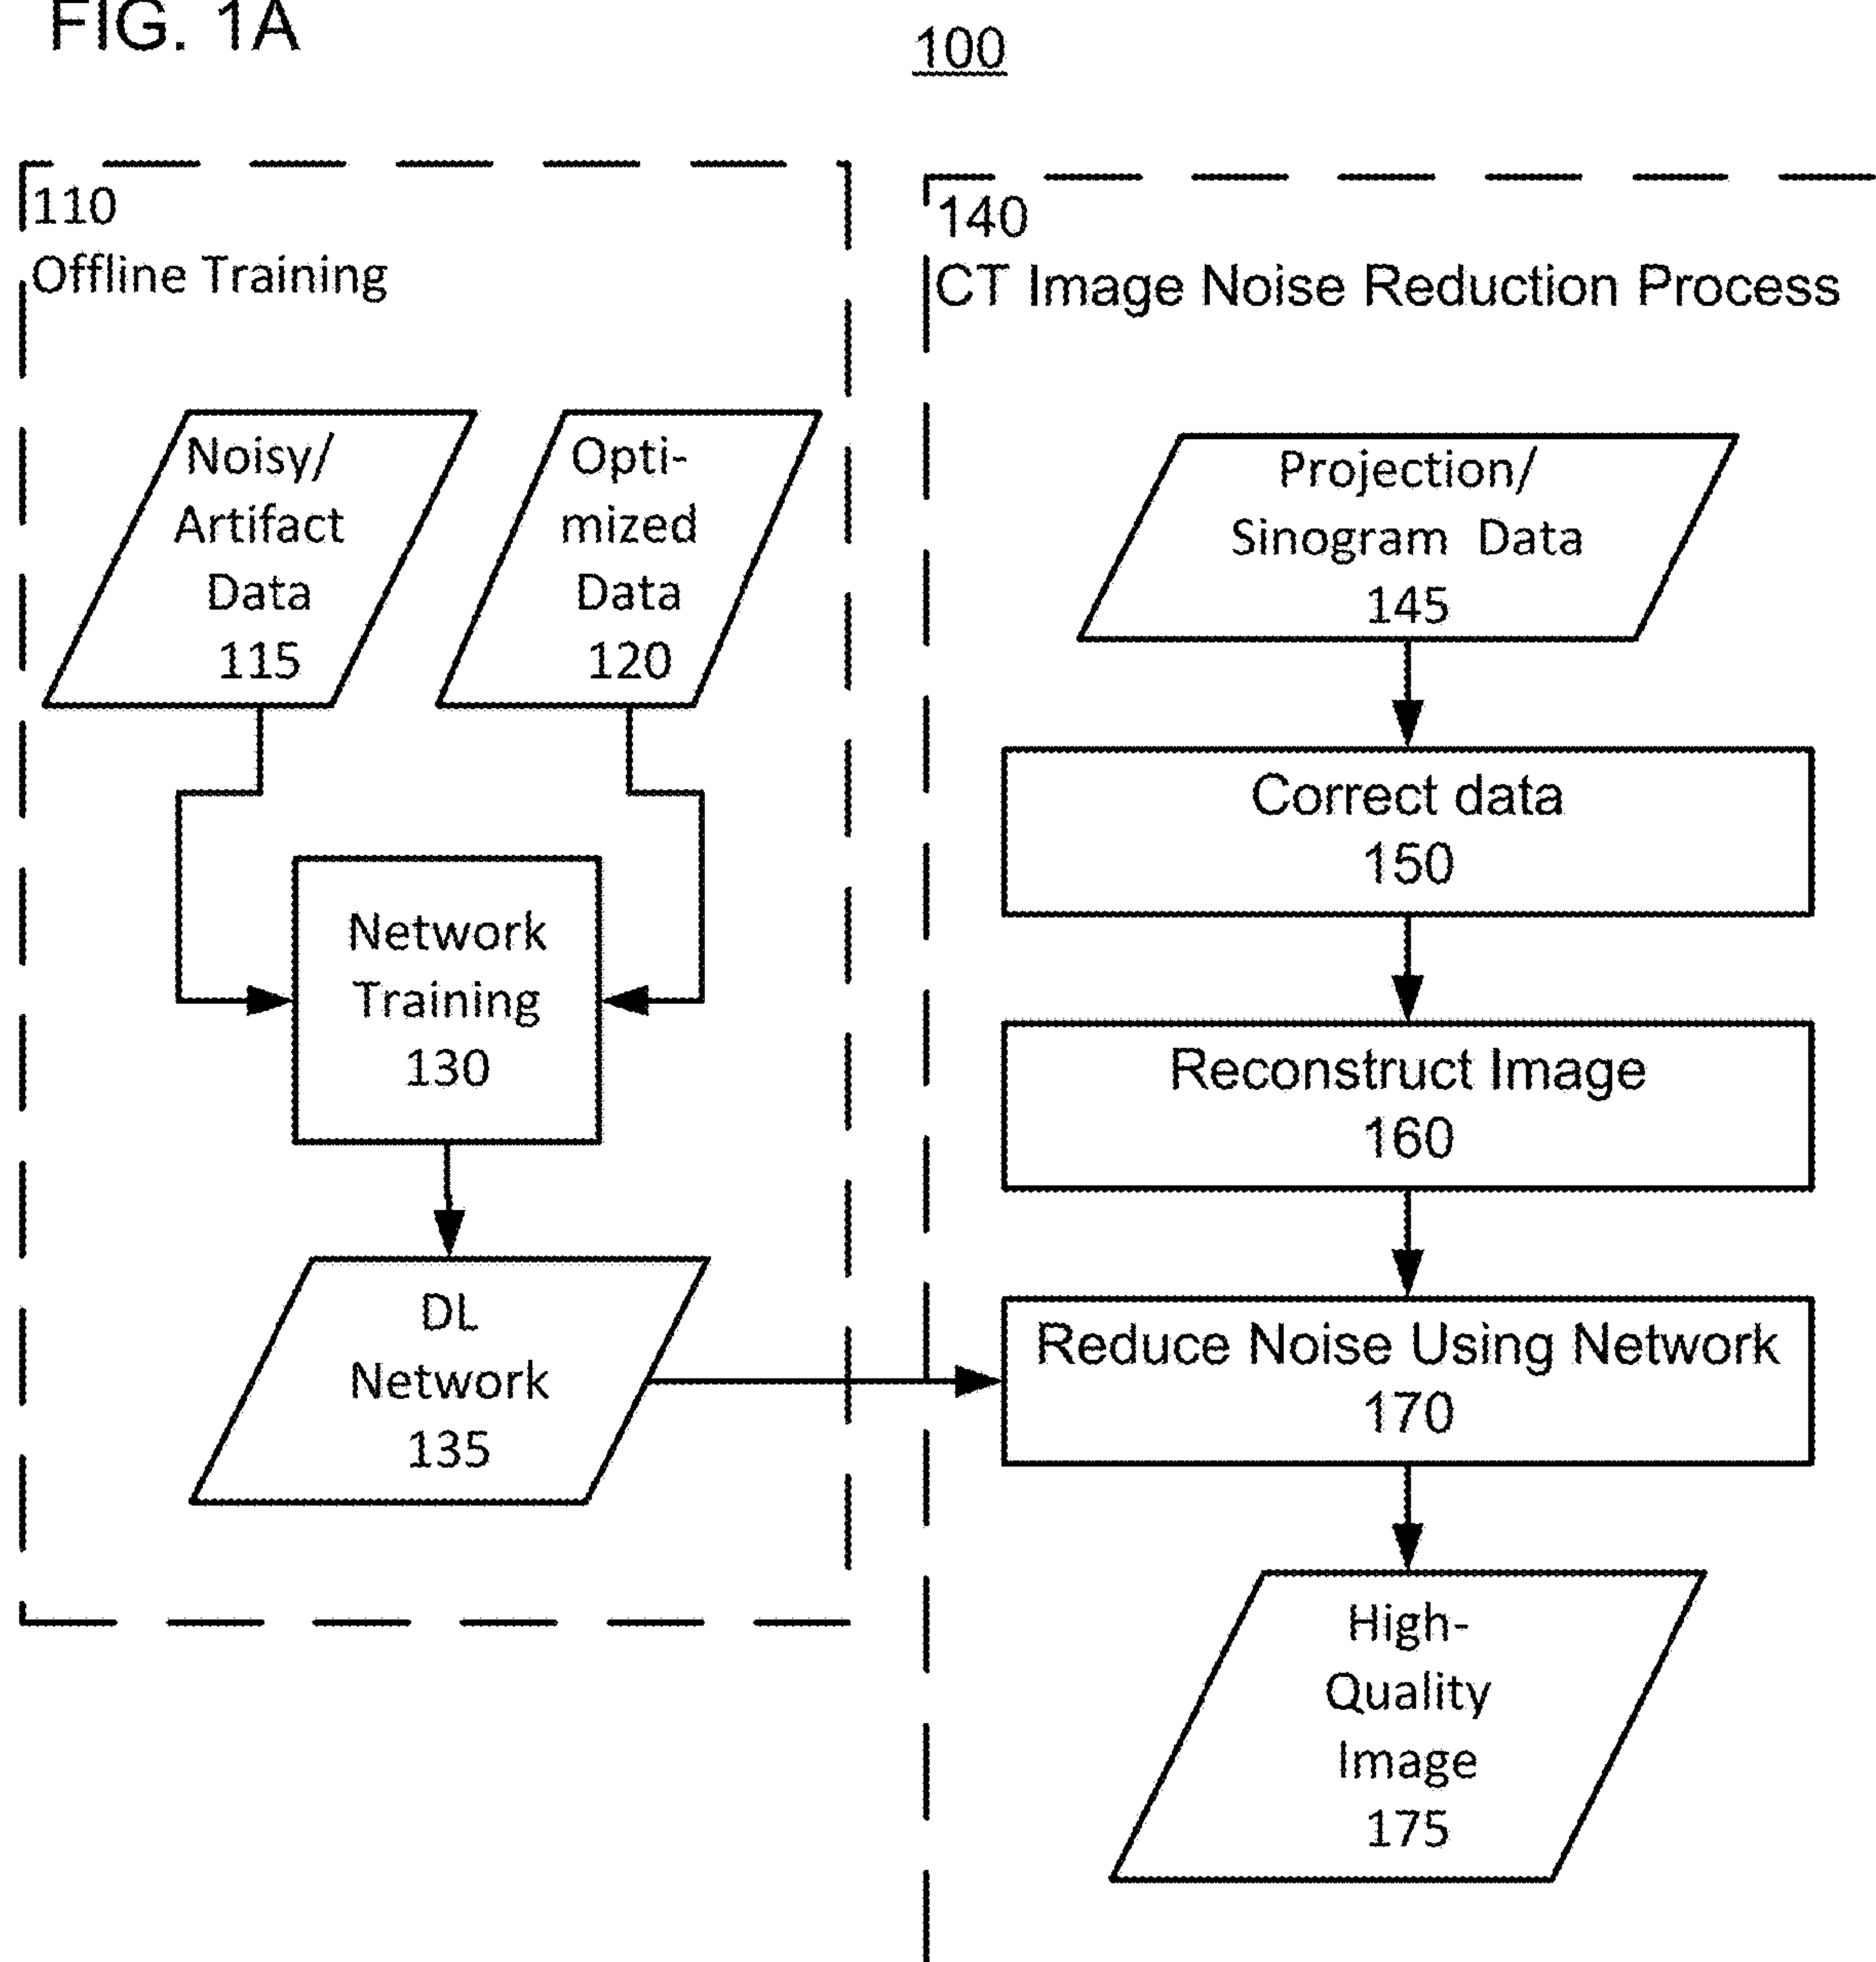 FIG. 1A
100
110
Offline Training
Noisy/
Artifact
Data
115
Opti-
mized
Data
120
Network
Training
130
DL
Network
135
140
CT Image Noise Reduction Process
Projection/
Sinogram Data
145
Correct data
150
Reconstruct Image
160
Reduce Noise Using Network
170
High-
Quality
Image
175